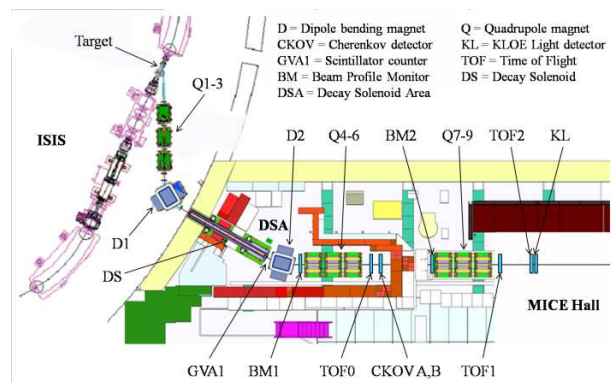 D = Dipole bending magnet
Q = Quadrupole magnet
CKOV = Cherenkov detector
KL = KLOE Light detector
GVA1 = Scintillator counter
TOF = Time of Flight
BM = Beam Profile Monitor
DS = Decay Solenoid
DSA = Decay Solenoid Area
Target
Q1-3
ISIS
D2
Q4-6
BM2
Q7-9
TOF2
KL
DSA
D1
DS
MICE Hall
GVA1
BM1
TOF0
CKOV A,B
TOF1